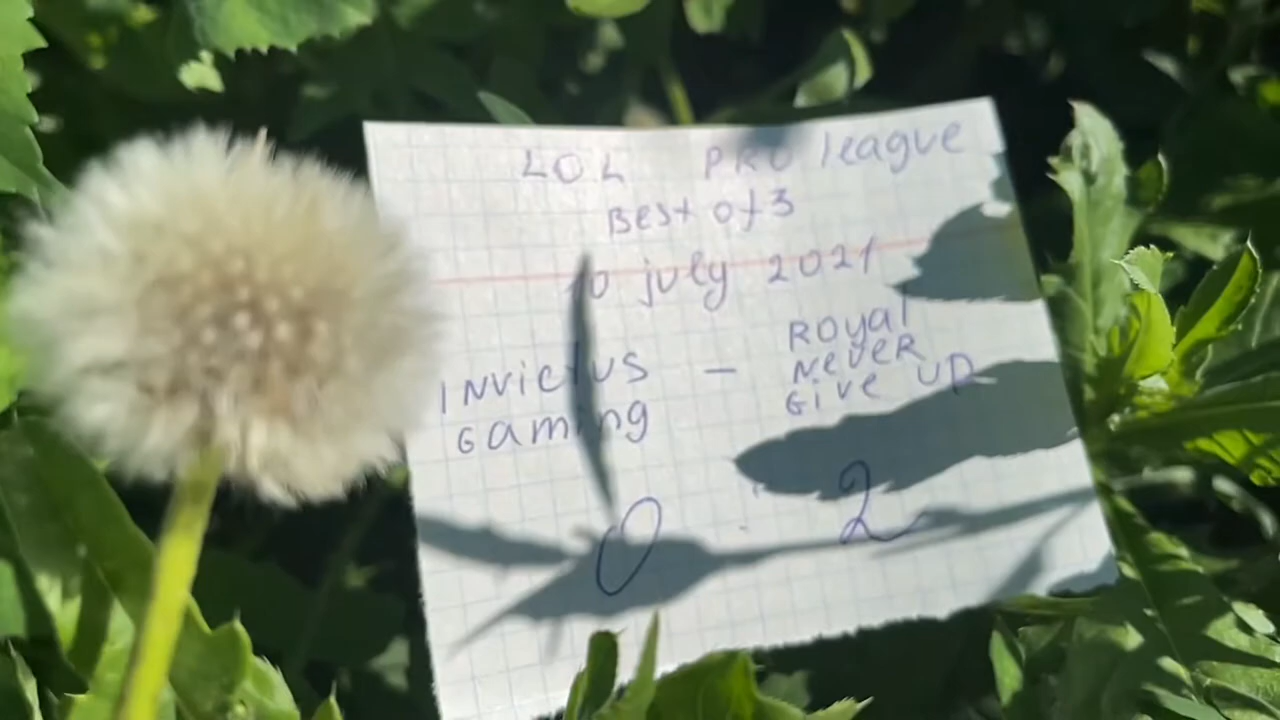 LOL PRO league
Best of 3
10 july 2021
INVictus - ROYal NeVeR GiVe UP
Gaming
0 : 2